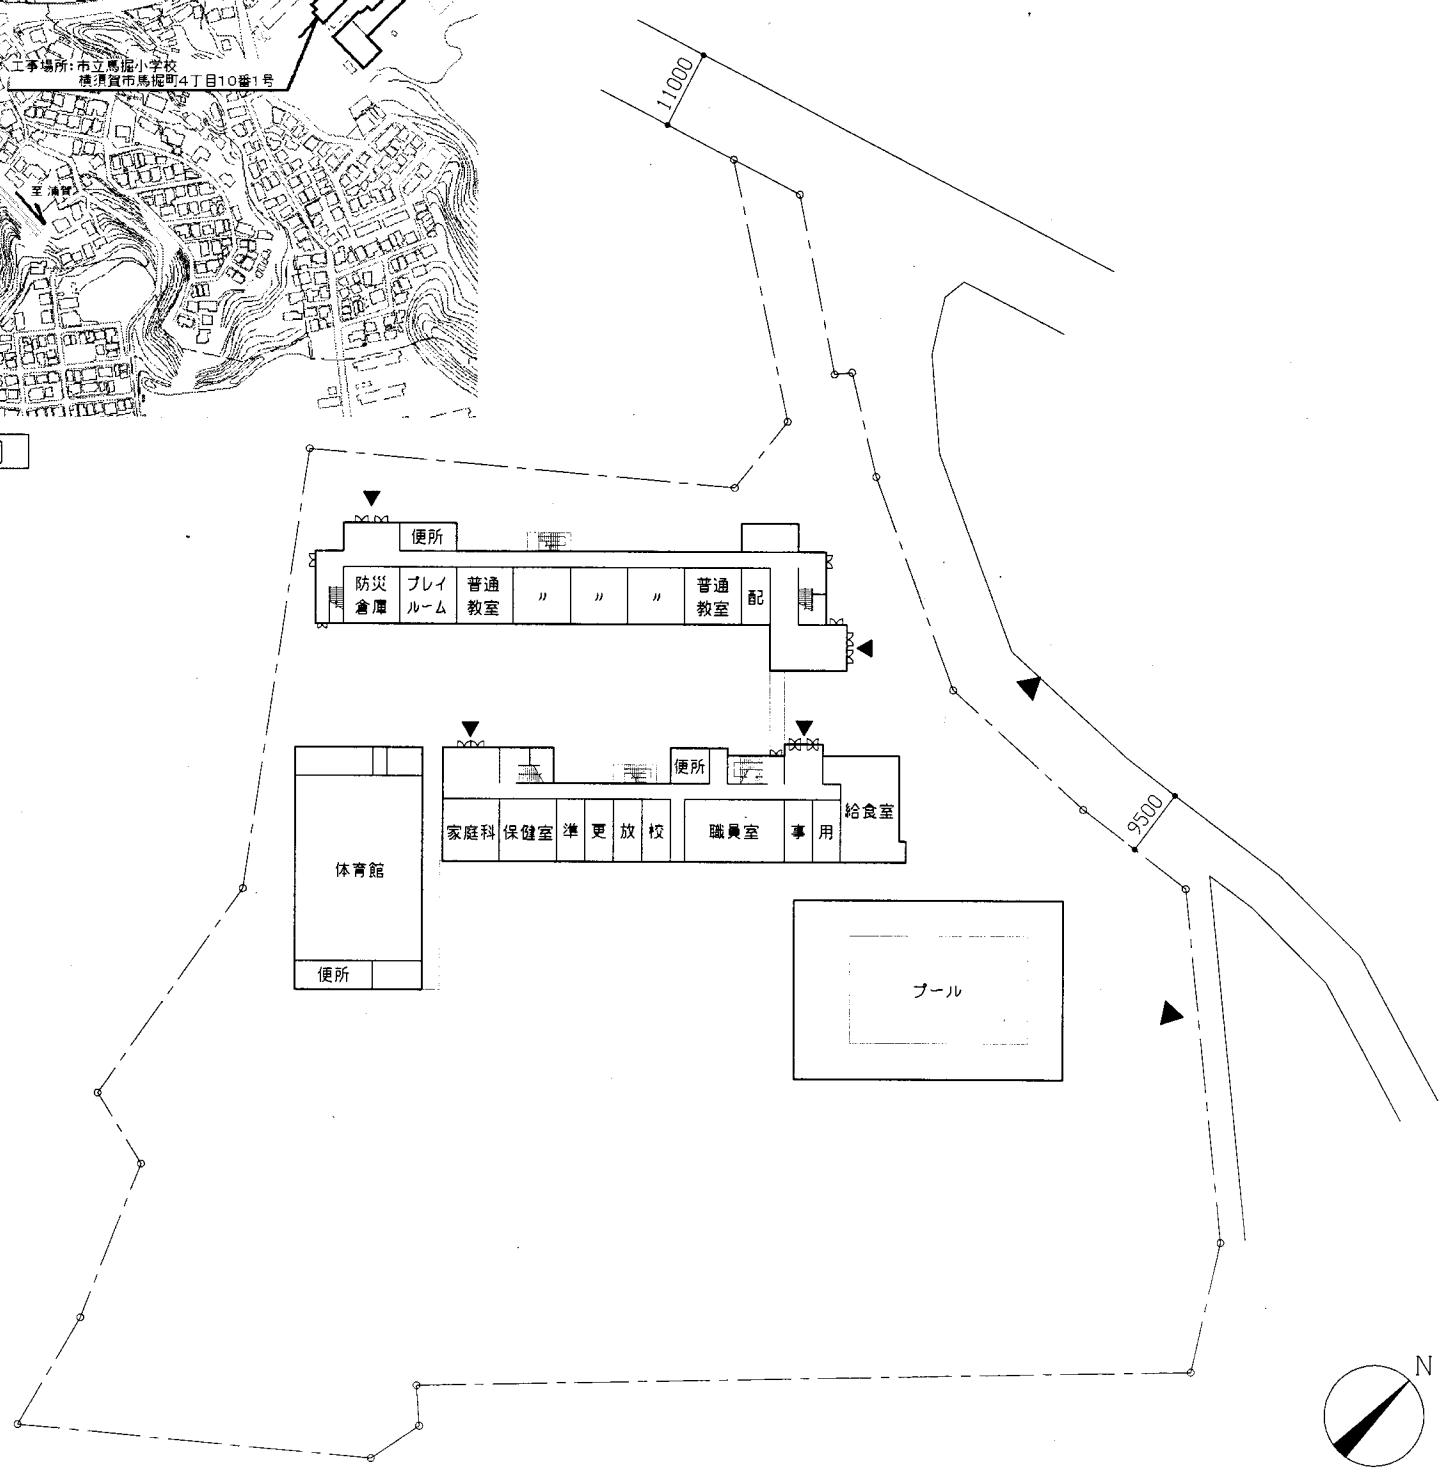 工事場所:市立馬堀小学校
横須賀市馬堀町4丁目10番1号
至 浦賀
11000
便所
防災
倉庫
プレイ
ルーム
普通
教室
〃
〃
〃
普通
教室
配
便所
家庭科
保健室
準
更
放
校
職員室
事
用
給食室
9500
体育館
便所
プール
N